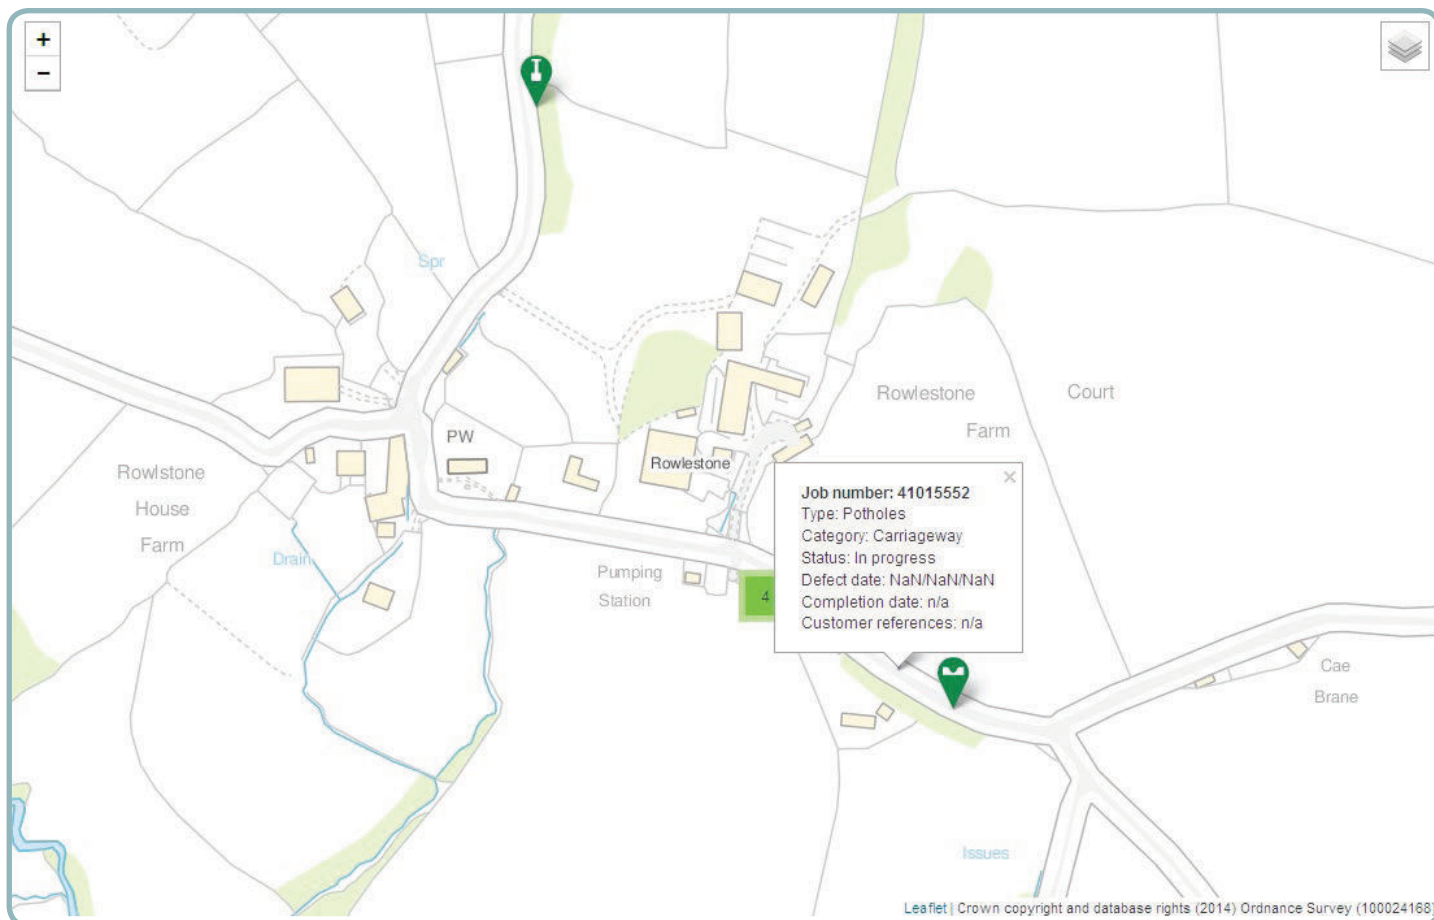 +
−
Spr
PW
Rowlestone
Court
Farm
Rowlestone
Rowlstone
House
Farm
Drain
Pumping
Station
4
×
Job number: 41015552
Type: Potholes
Category: Carriageway
Status: In progress
Defect date: NaN/NaN/NaN
Completion date: n/a
Customer references: n/a
Cae
Brane
Issues
Leaflet | Crown copyright and database rights (2014) Ordnance Survey (100024168)